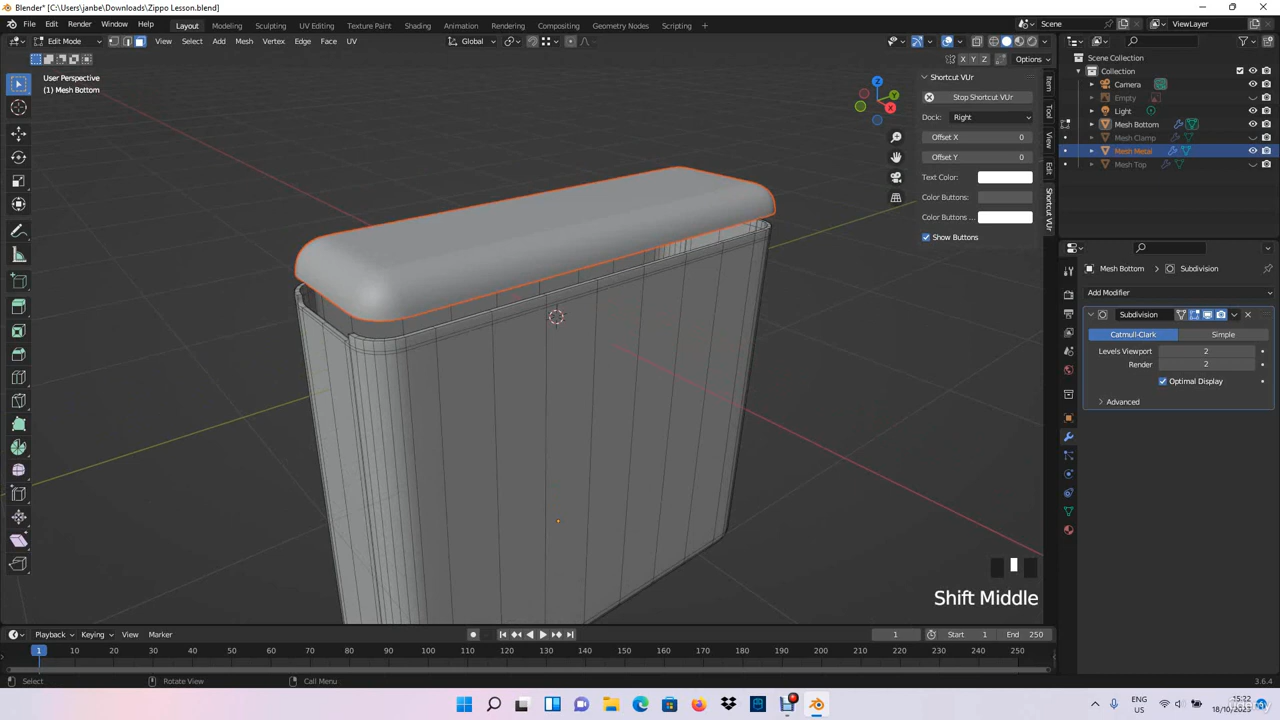 Blender* [C:\Users\janbe\Downloads\Zippo Lesson.blend]
File Edit Render Window Help Layout Modeling Sculpting UV Editing Texture Paint Shading Animation Rendering Compositing Geometry Nodes Scripting + Scene ViewLayer
Edit Mode View Select Add Mesh Vertex Edge Face UV Global
X Y Z Options
User Perspective
(1) Mesh Bottom
Z
Y
X
Shortcut VUr
Stop Shortcut VUr
Dock: Right
Offset X 0
Offset Y 0
Text Color:
Color Buttons:
Color Buttons ...
Show Buttons
Item
Tool
View
Edit
Shortcut VUr
Scene Collection
Collection
Camera
Empty
Light
Mesh Bottom
Mesh Clamp
Mesh Metal
Mesh Top
Mesh Bottom > Subdivision
Add Modifier
Subdivision
Catmull-Clark Simple
Levels Viewport 2
Render 2
Optimal Display
Advanced
Shift Middle
Playback Keying View Marker 1 Start 1 End 250
1 10 20 30 40 50 60 70 80 90 100 110 120 130 140 150 160 170 180 190 200 210 220 230 240 250
Select Rotate View Call Menu 3.6.4
ENG
US
15:22